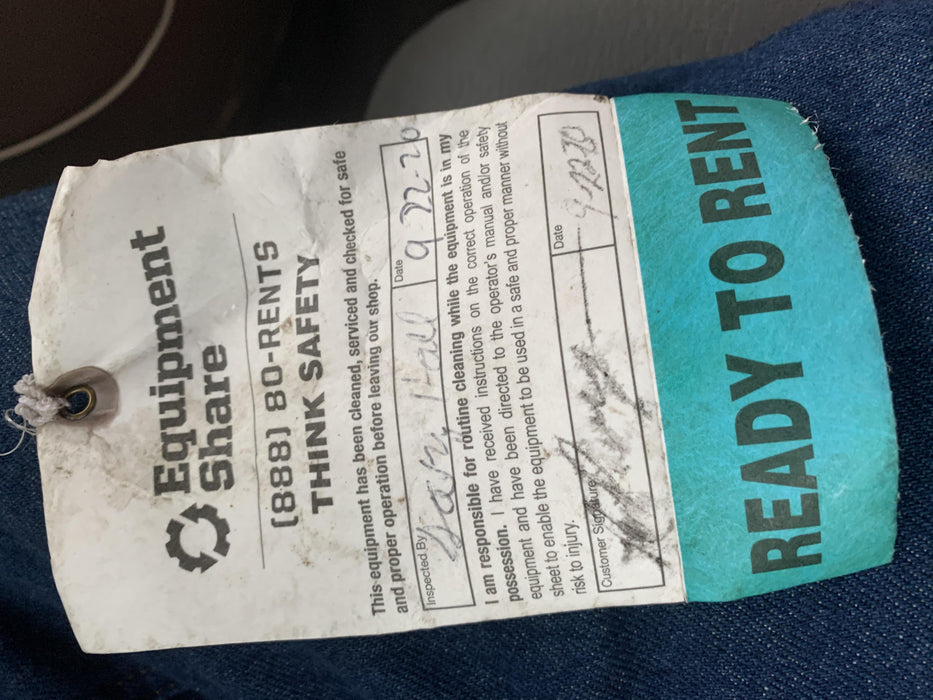 Equipment
Share
(888) 80-RENTS
THINK SAFETY
This equipment has been cleaned, serviced and checked for safe
and proper operation before leaving our shop.
Inspected By Gary Hall Date 9-22-20
I am responsible for routine cleaning while the equipment is in my
possession. I have received instructions on the correct operation of the
equipment and have been directed to the operator's manual and/or safety
sheet to enable the equipment to be used in a safe and proper manner without
risk to injury.
Customer Signature: Date 9-2220
READY TO RENT